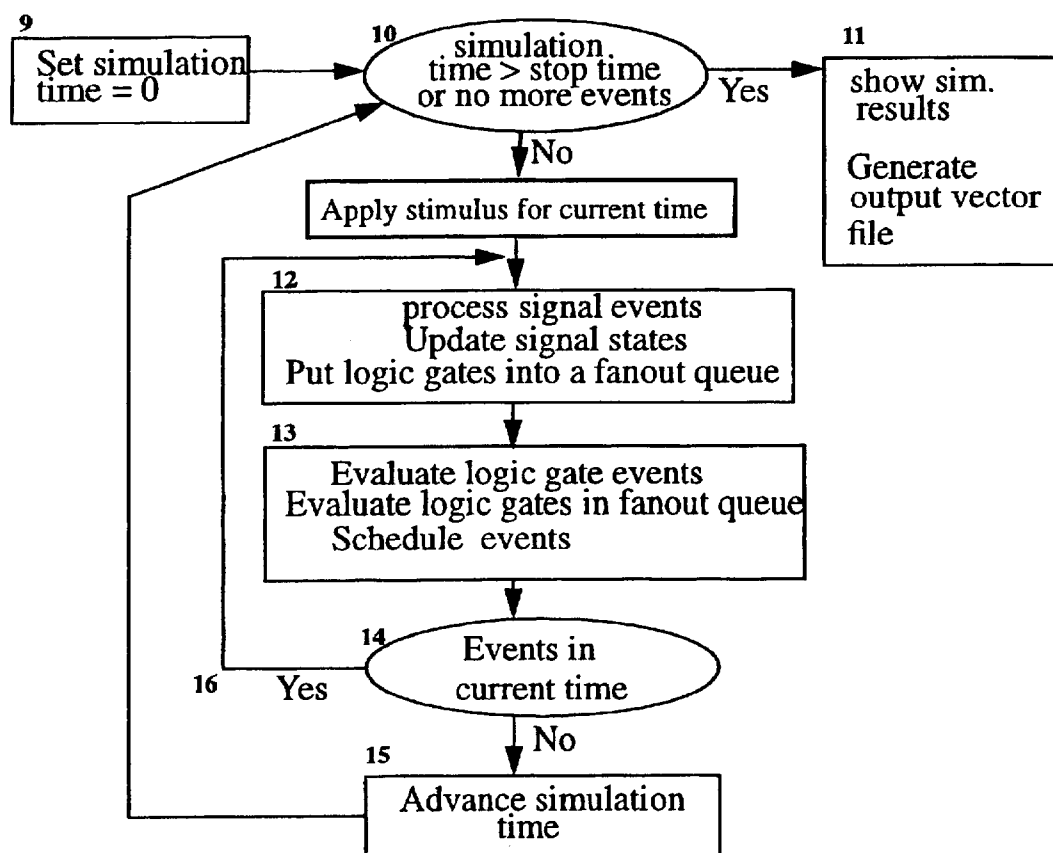 9
Set simulation
time = 0
10
simulation
time > stop time
or no more events
Yes
11
show sim.
results
Generate
output vector
file
No
Apply stimulus for current time
12
process signal events
Update signal states
Put logic gates into a fanout queue
13
Evaluate logic gate events
Evaluate logic gates in fanout queue
Schedule events
14
Events in
current time
16
Yes
No
15
Advance simulation
time